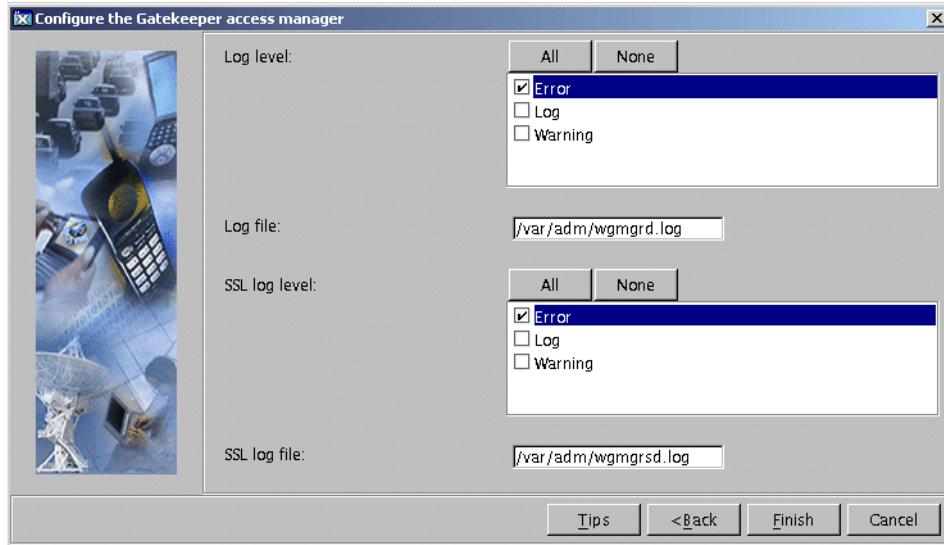 Configure the Gatekeeper access manager
Log level:
All None
Error
Log
Warning
Log file:
/var/adm/wgmgrd.log
SSL log level:
All None
Error
Log
Warning
SSL log file:
/var/adm/wgmgrsd.log
Tips <Back Finish Cancel